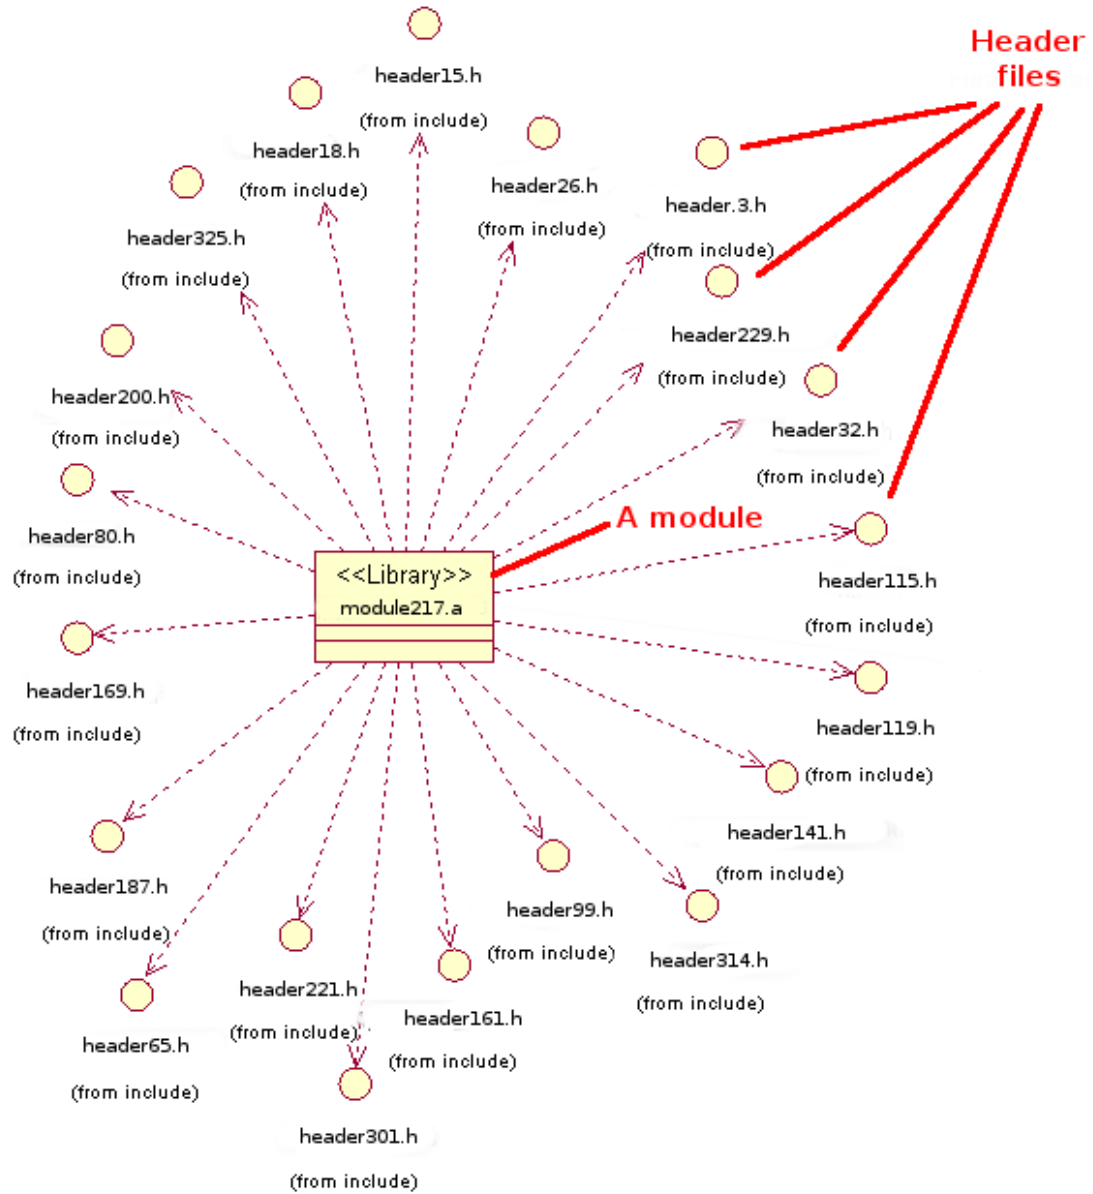 header15.h
(from include)
Header
files
header18.h
(from include)
header26.h
(from include)
header.3.h
(from include)
header325.h
(from include)
header229.h
(from include)
header200.h
(from include)
header32.h
(from include)
header80.h
(from include)
A module
<<Library>>
module217.a
header115.h
(from include)
header169.h
(from include)
header119.h
(from include)
header141.h
(from include)
header187.h
(from include)
header99.h
(from include)
header314.h
(from include)
header221.h
(from include)
header161.h
(from include)
header65.h
(from include)
header301.h
(from include)